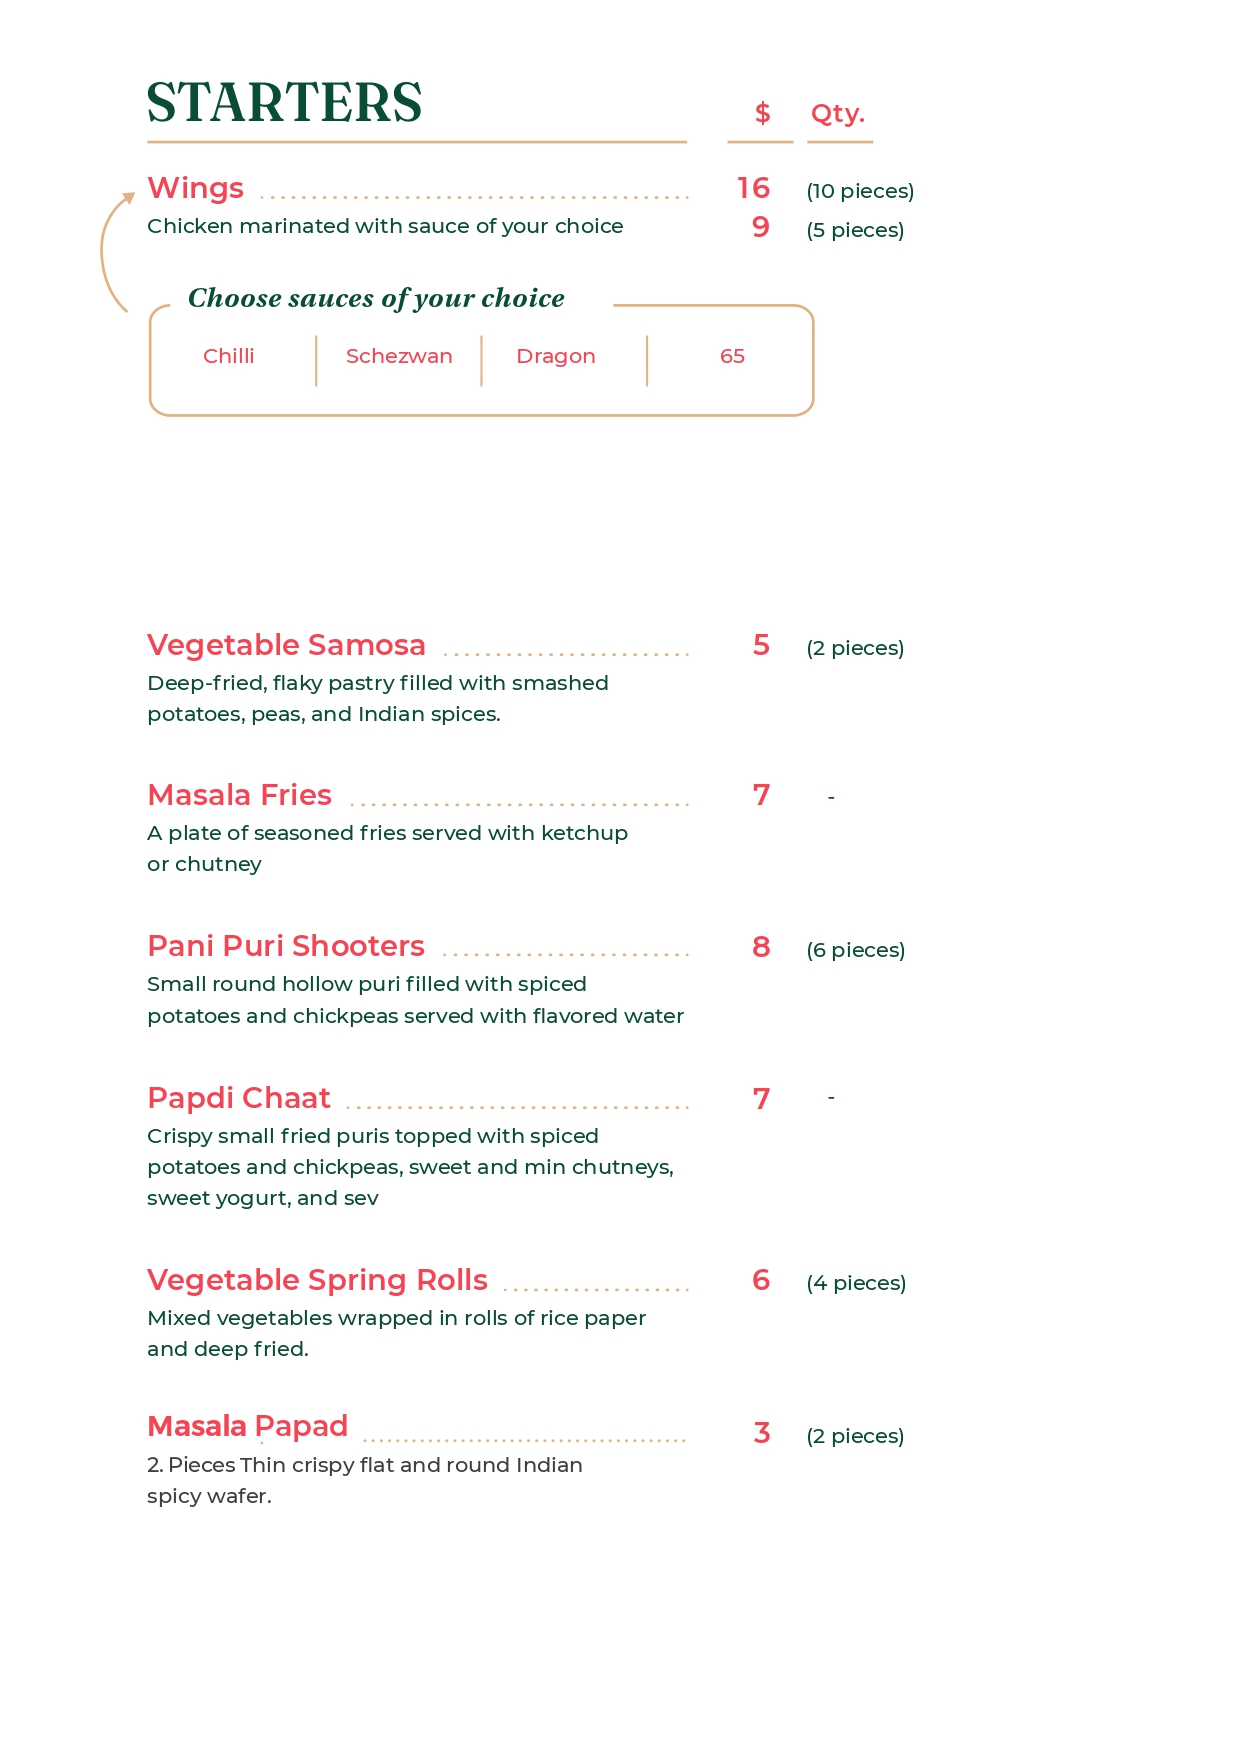 STARTERS $ Qty.
Wings 16 (10 pieces)
Chicken marinated with sauce of your choice 9 (5 pieces)
Choose sauces of your choice
Chilli Schezwan Dragon 65
Vegetable Samosa 5 (2 pieces)
Deep-fried, flaky pastry filled with smashed
potatoes, peas, and Indian spices.
Masala Fries 7 -
A plate of seasoned fries served with ketchup
or chutney
Pani Puri Shooters 8 (6 pieces)
Small round hollow puri filled with spiced
potatoes and chickpeas served with flavored water
Papdi Chaat 7 -
Crispy small fried puris topped with spiced
potatoes and chickpeas, sweet and min chutneys,
sweet yogurt, and sev
Vegetable Spring Rolls 6 (4 pieces)
Mixed vegetables wrapped in rolls of rice paper
and deep fried.
Masala Papad 3 (2 pieces)
2. Pieces Thin crispy flat and round Indian
spicy wafer.